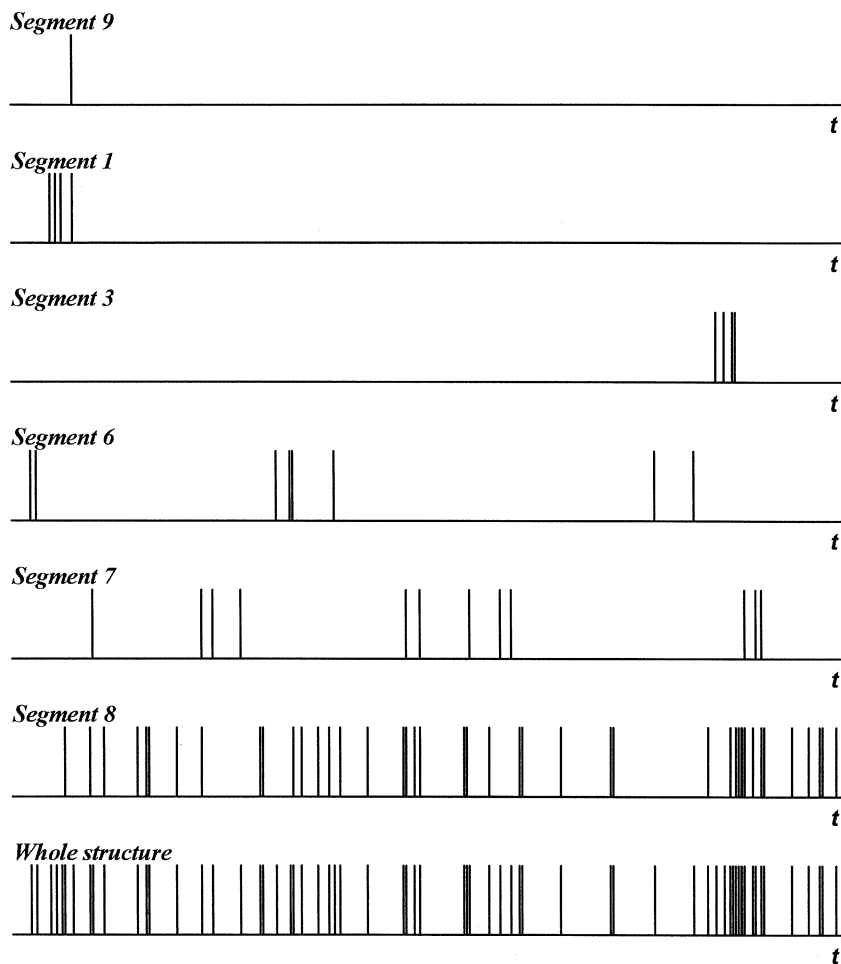 Segment 9
t
Segment 1
t
Segment 3
t
Segment 6
t
Segment 7
t
Segment 8
t
Whole structure
t